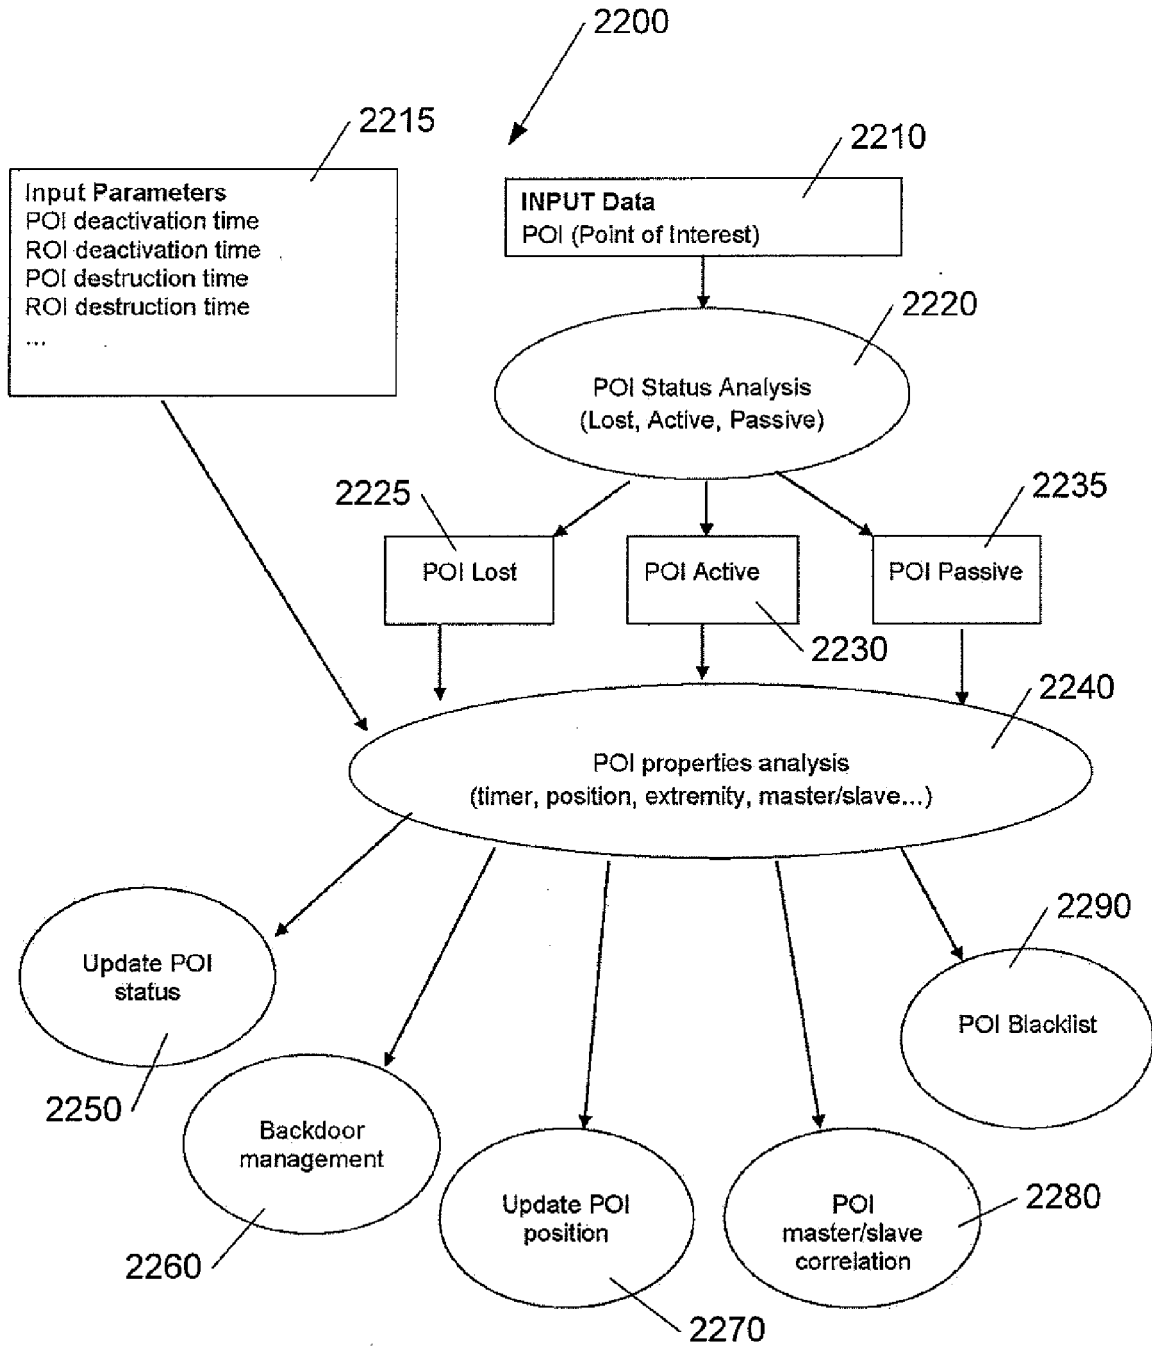 2200
2215
2210
Input Parameters
POI deactivation time
ROI deactivation time
POI destruction time
ROI destruction time
...
INPUT Data
POI (Point of Interest)
2220
POI Status Analysis
(Lost, Active, Passive)
2225
2235
POI Lost
POI Active
POI Passive
2230
2240
POI properties analysis
(timer, position, extremity, master/slave...)
2290
Update POI
status
POI Blacklist
2250
Backdoor
management
2260
Update POI
position
2270
POI
master/slave
correlation
2280